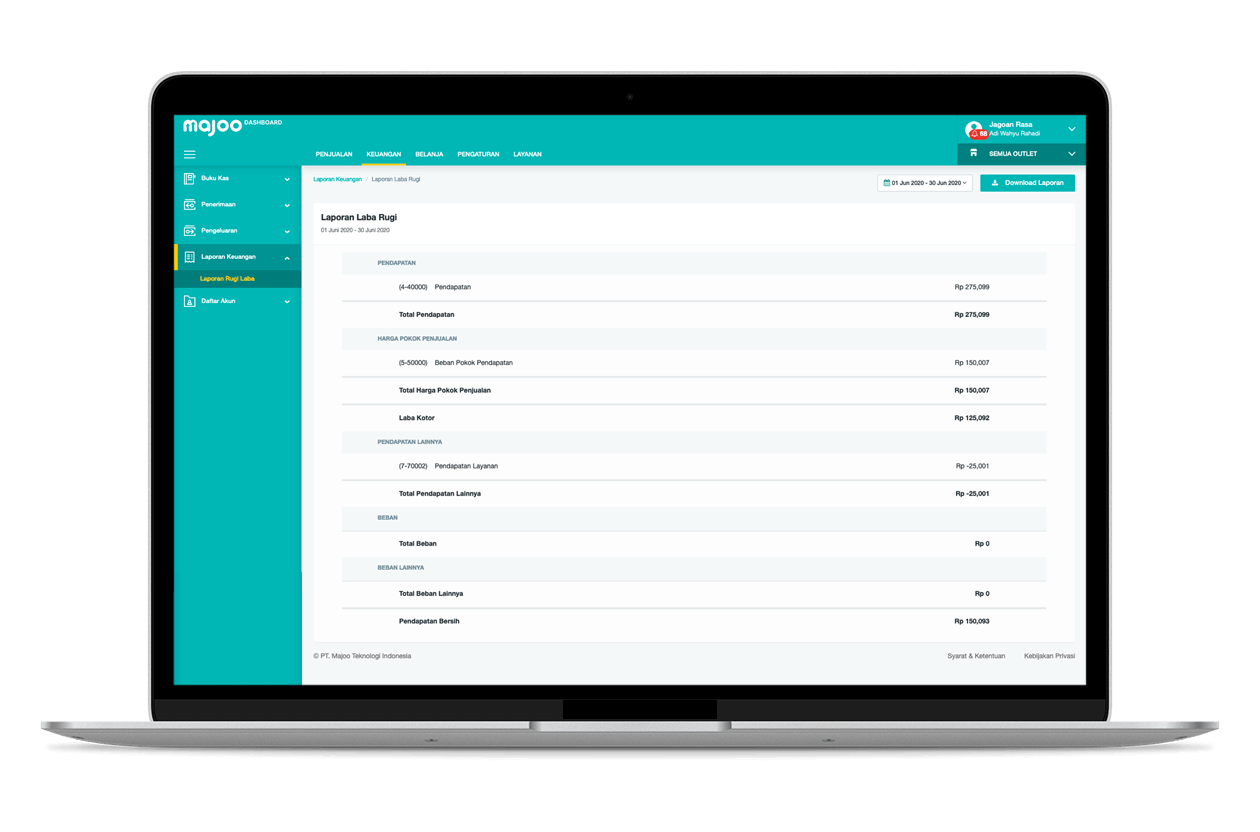 majoo DASHBOARD
Jagoan Rasa
68 Adi Wahyu Rahadi
PENJUALAN KEUANGAN BELANJA PENGATURAN LAYANAN
SEMUA OUTLET
Buku Kas
Penerimaan
Pengeluaran
Laporan Keuangan
Laporan Rugi Laba
Daftar Akun
Laporan Keuangan / Laporan Laba Rugi
01 Jun 2020 - 30 Jun 2020
Download Laporan
Laporan Laba Rugi
01 Juni 2020 - 30 Juni 2020
PENDAPATAN
(4-40000) Pendapatan Rp 275,099
Total Pendapatan Rp 275,099
HARGA POKOK PENJUALAN
(5-50000) Beban Pokok Pendapatan Rp 150,007
Total Harga Pokok Penjualan Rp 150,007
Laba Kotor Rp 125,092
PENDAPATAN LAINNYA
(7-70002) Pendapatan Layanan Rp -25,001
Total Pendapatan Lainnya Rp -25,001
BEBAN
Total Beban Rp 0
BEBAN LAINNYA
Total Beban Lainnya Rp 0
Pendapatan Bersih Rp 150,093
© PT. Majoo Teknologi Indonesia
Syarat & Ketentuan Kebijakan Privasi